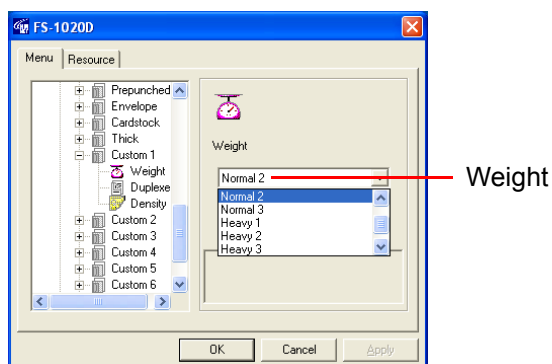 FS-1020D
Menu
Resource
Prepunched
Envelope
Cardstock
Thick
Custom 1
Weight
Duplexe
Density
Custom 2
Custom 3
Custom 4
Custom 5
Custom 6
Weight
Normal 2
Normal 2
Normal 3
Heavy 1
Heavy 2
Heavy 3
Weight
OK
Cancel
Apply